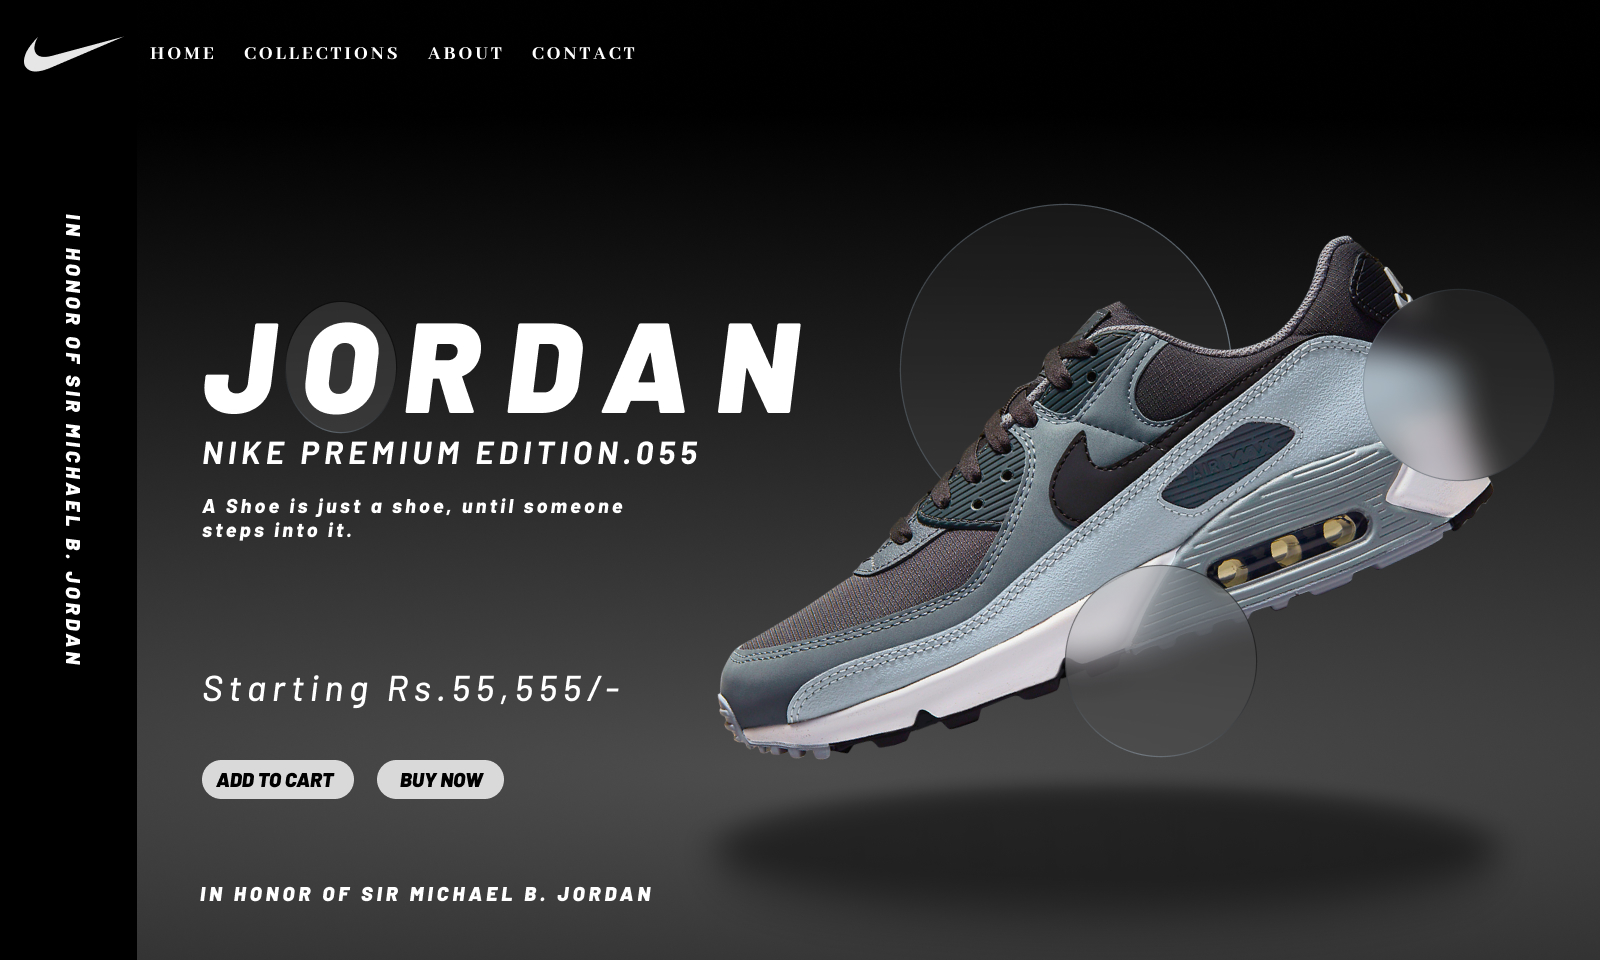 HOME COLLECTIONS ABOUT CONTACT
IN HONOR OF SIR MICHAEL B. JORDAN
JORDAN
NIKE PREMIUM EDITION.055
A Shoe is just a shoe, until someone
steps into it.
Starting Rs.55,555/-
ADD TO CART BUY NOW
IN HONOR OF SIR MICHAEL B. JORDAN
AIR MAX